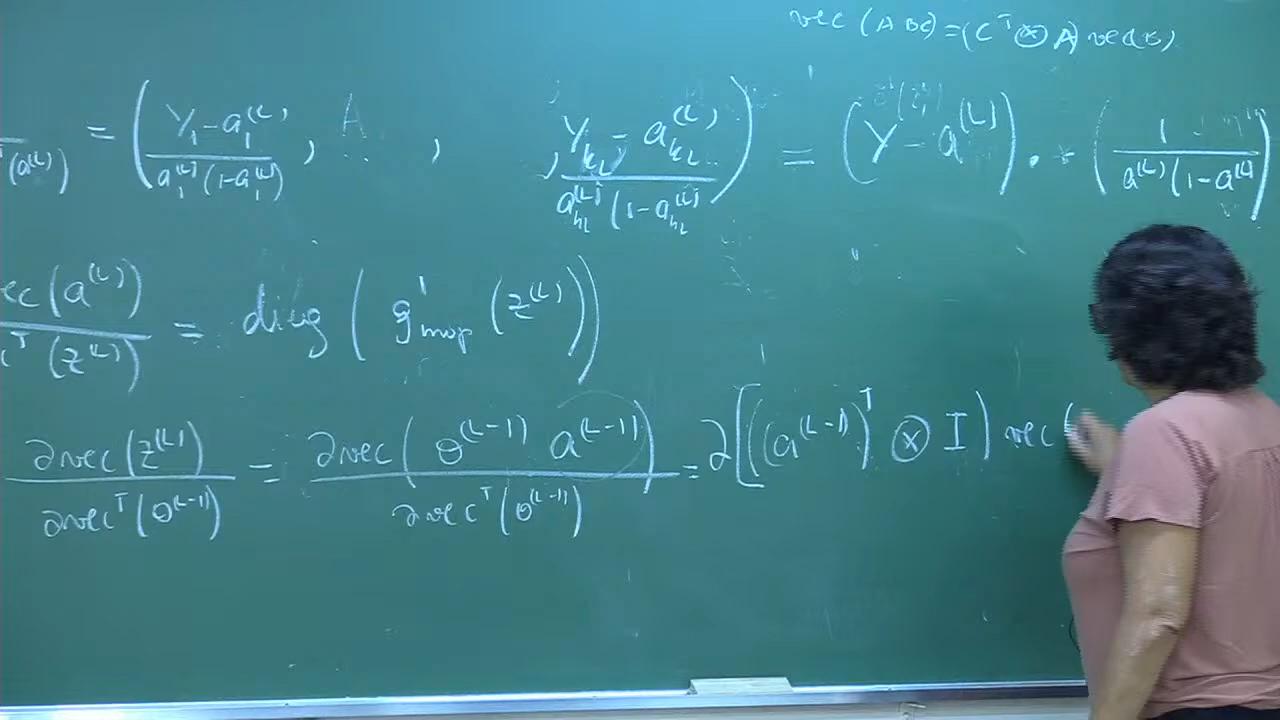 vec (ABC) = (C^T ⊗ A) vec(B)
(a^(L)) = ( (Y_1 - a_1^(L)) / (a_1^(L) (1 - a_1^(L))) , ... , (Y_{k_L} - a_{k_L}^(L)) / (a_{k_L}^(L) (1 - a_{k_L}^(L))) ) = (Y - a^(L)) .* ( 1 / (a^(L) (1 - a^(L))) )
ec(a^(L)) / T(z^(L)) = diag ( g' (z^(L)) )
∂vec(z^(L)) / ∂vec^T(θ^(L-1)) = ∂vec( θ^(L-1) a^(L-1) ) / ∂vec^T(θ^(L-1)) = ∂[((a^(L-1))^T ⊗ I) vec(